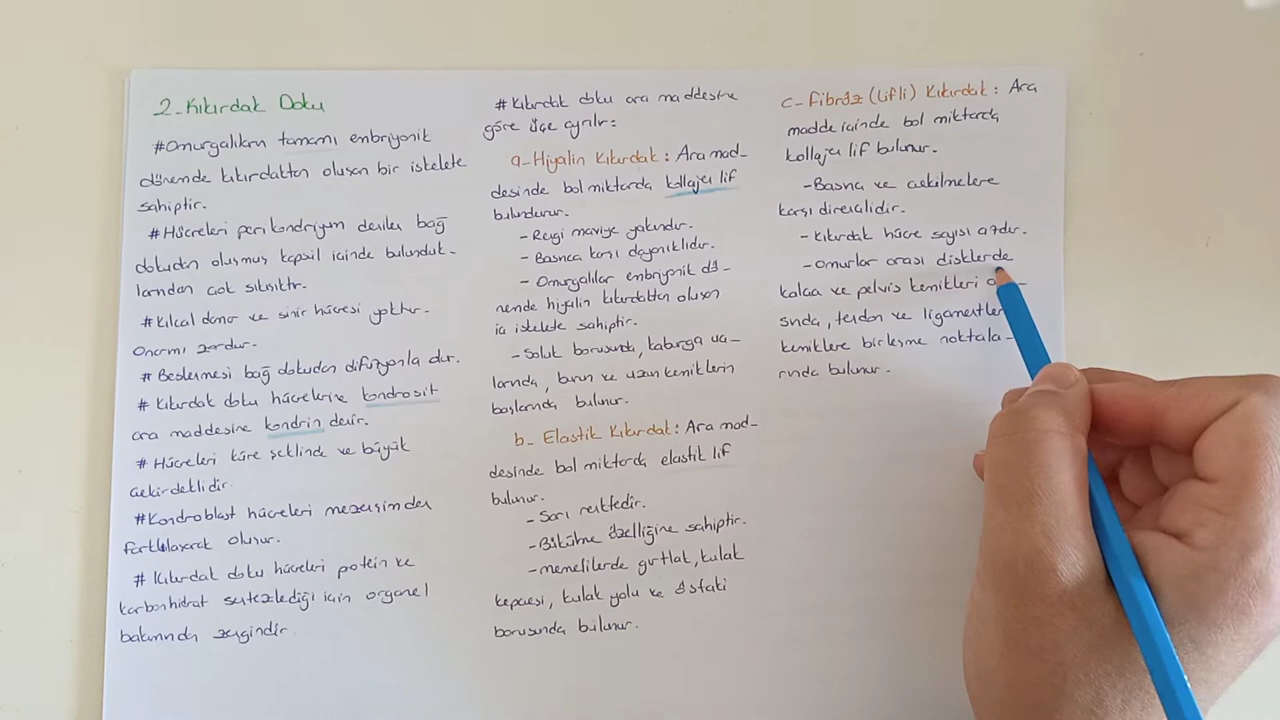 2-Kıkırdak Doku
#Omurgalıların tamamı embriyonik
dönemde kıkırdaktan oluşan bir iskelete
sahiptir.
#Hücreleri perikondriyum denilen bağ
dokudan oluşmuş kapsül içinde bulunduk-
larından çok sıkışıktır.
#Kılcal damar ve sinir hücresi yoktur.
Onarımı zordur.
#Beslenmesi bağ dokudan difüzyonla olur.
#Kıkırdak doku hücrelerine kondrosit
ara maddesine kondrin denir.
#Hücreleri küre şeklinde ve büyük
çekirdeklidir.
#Kondroblast hücreleri mezenşimden
farklılaşarak oluşur.
#Kıkırdak doku hücreleri protein ve
karbonhidrat sentezlediği için organel
bakımında zengindir.
#Kıkırdak doku ara maddesine
göre üçe ayrılır:
a-Hiyalin Kıkırdak: Ara mad-
desinde bol miktarda kollajen lif
bulundurur.
-Rengi maviye yakındır.
-Basınca karşı dayanıklıdır.
-Omurgalılar embriyonik dö-
nemde hiyalin kıkırdaktan oluşan
iç iskelete sahiptir.
-Soluk borusunda, kaburga uç-
larında, burun ve uzun kemiklerin
başlarında bulunur.
b- Elastik Kıkırdak: Ara mad-
desinde bol miktarda elastik lif
bulunur.
-Sarı renktedir.
-Bükülme özelliğine sahiptir.
-memelilerde gırtlak, kulak
kepçesi, kulak yolu ve östaki
borusunda bulunur.
c- Fibröz (Lifli) Kıkırdak: Ara
madde içinde bol miktarda
kollajen lif bulunur.
-Basınç ve çekilmelere
karşı dirençlidir.
-Kıkırdak hücre sayısı azdır.
-Omurlar arası disklerde
kalça ve pelvis kemikleri
sında, tendon ve ligamentler
kemiklere birleşme noktala-
rında bulunur.